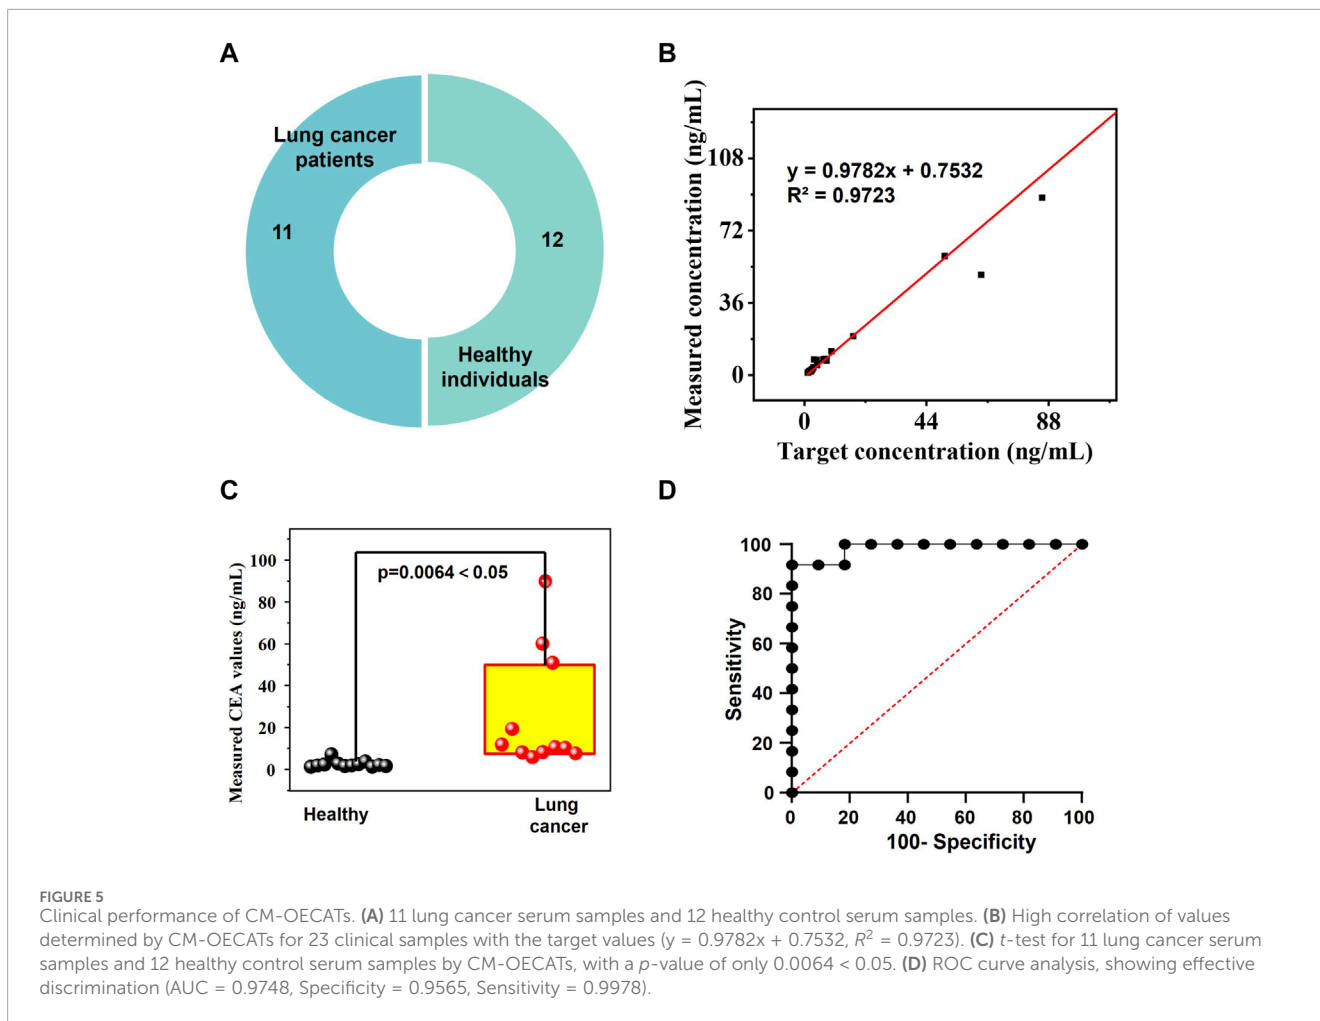 A
Lung cancer
patients
11
12
Healthy
individuals
B
Measured concentration (ng/mL)
108
72
36
0
y = 0.9782x + 0.7532
R² = 0.9723
0 44 88
Target concentration (ng/mL)
C
Measured CEA values (ng/mL)
100
80
60
40
20
0
p=0.0064 < 0.05
Healthy
Lung
cancer
D
Sensitivity
100
80
60
40
20
0
0 20 40 60 80 100
100- Specificity
FIGURE 5
Clinical performance of CM-OECATs. (A) 11 lung cancer serum samples and 12 healthy control serum samples. (B) High correlation of values
determined by CM-OECATs for 23 clinical samples with the target values (y = 0.9782x + 0.7532, R² = 0.9723). (C) t-test for 11 lung cancer serum
samples and 12 healthy control serum samples by CM-OECATs, with a p-value of only 0.0064 < 0.05. (D) ROC curve analysis, showing effective
discrimination (AUC = 0.9748, Specificity = 0.9565, Sensitivity = 0.9978).